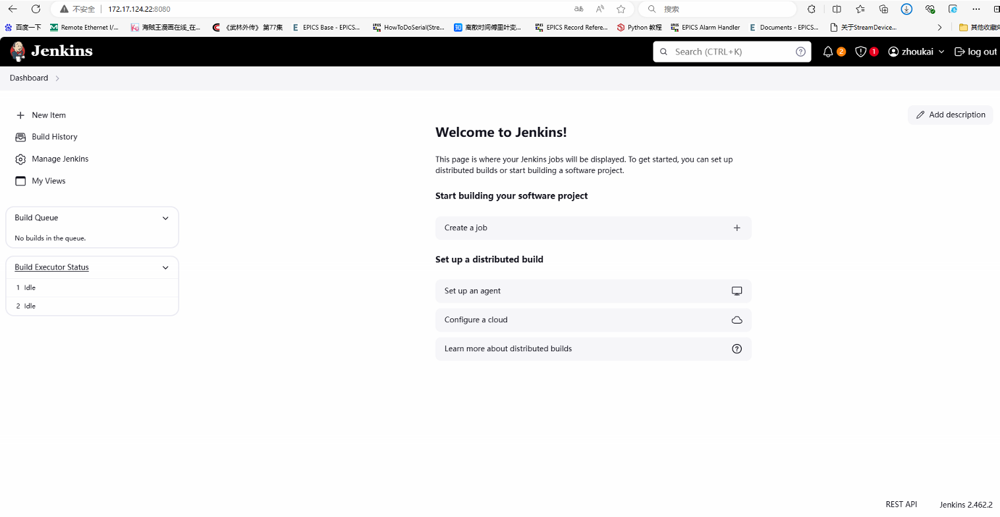 不安全 172.17.124.22:8080 aあ A 搜索
百度一下 Remote Ethernet I/... 海贼王漫画在线_在... 《武林外传》 第77集 EPICS Base - EPICS... HowToDoSerial(Stre... 离散时间傅里叶变... EPICS Record Refere... Python 教程 EPICS Alarm Handler Documents - EPICS... 关于StreamDevice... 其他收藏夹
Jenkins Search (CTRL+K) 2 1 zhoukai log out
Dashboard
New Item
Add description
Build History
Manage Jenkins
My Views
Build Queue
No builds in the queue.
Build Executor Status
1 Idle
2 Idle
Welcome to Jenkins!
This page is where your Jenkins jobs will be displayed. To get started, you can set up
distributed builds or start building a software project.
Start building your software project
Create a job
Set up a distributed build
Set up an agent
Configure a cloud
Learn more about distributed builds
REST API Jenkins 2.462.2